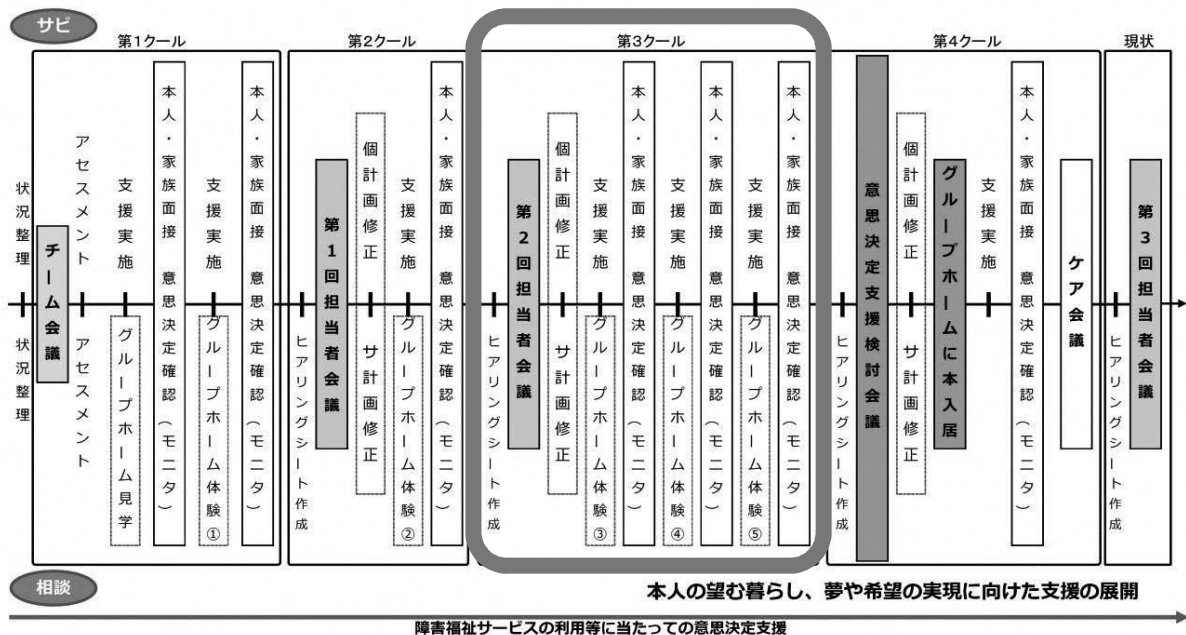 サビ
第1クール
第2クール
第3クール
第4クール
現状
状況整理
状況整理
チーム会議
アセスメント
アセスメント
支援実施
グループホーム見学
本人・家族面接 意思決定確認(モニタ)
支援実施
グループホーム体験①
本人・家族面接 意思決定確認(モニタ)
ヒアリングシート作成
第1回担当者会議
個計画修正
サ計画修正
支援実施
グループホーム体験②
本人・家族面接 意思決定確認(モニタ)
ヒアリングシート作成
第2回担当者会議
個計画修正
サ計画修正
支援実施
グループホーム体験③
本人・家族面接 意思決定確認(モニタ)
支援実施
グループホーム体験④
本人・家族面接 意思決定確認(モニタ)
支援実施
グループホーム体験⑤
本人・家族面接 意思決定確認(モニタ)
ヒアリングシート作成
意思決定支援検討会議
個計画修正
サ計画修正
グループホームに本入居
支援実施
本人・家族面接 意思決定確認(モニタ)
ケア会議
ヒアリングシート作成
第3回担当者会議
相談
本人の望む暮らし、夢や希望の実現に向けた支援の展開
障害福祉サービスの利用等に当たっての意思決定支援